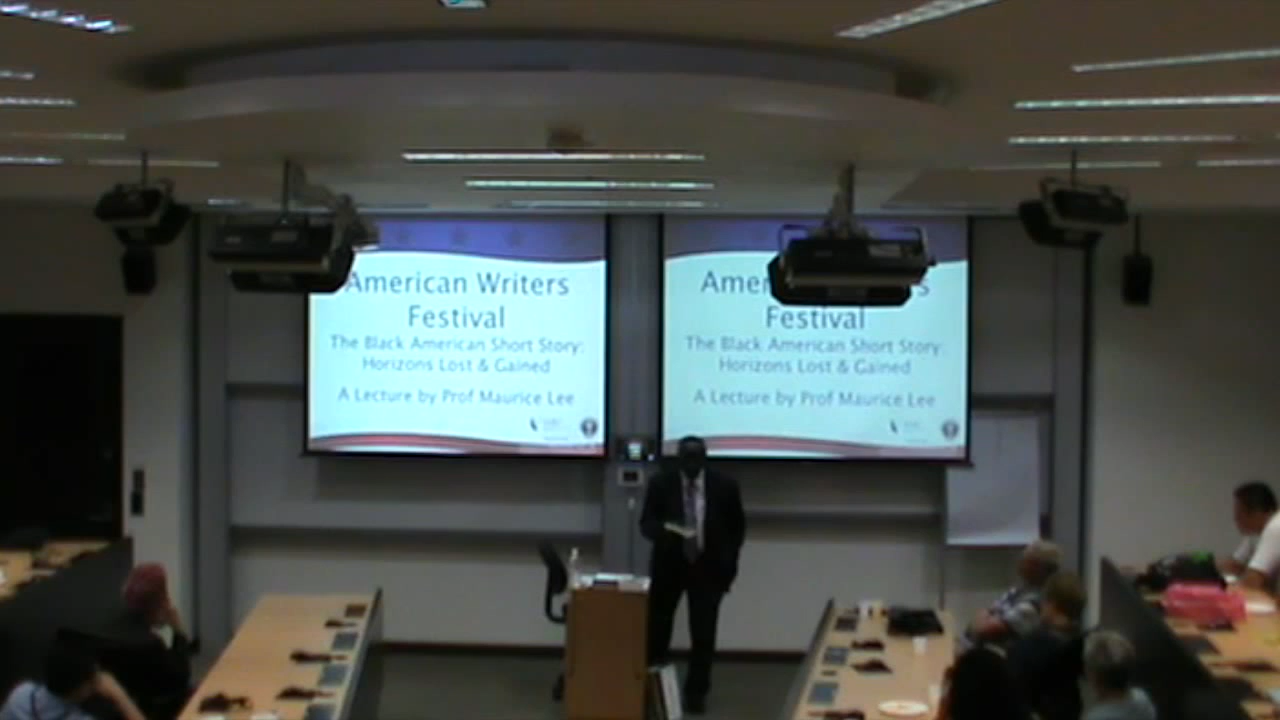 American Writers
Festival
The Black American Short Story:
Horizons Lost & Gained
A Lecture by Prof Maurice Lee
Amer s
Festival
The Black American Short Story:
Horizons Lost & Gained
A Lecture by Prof Maurice Lee